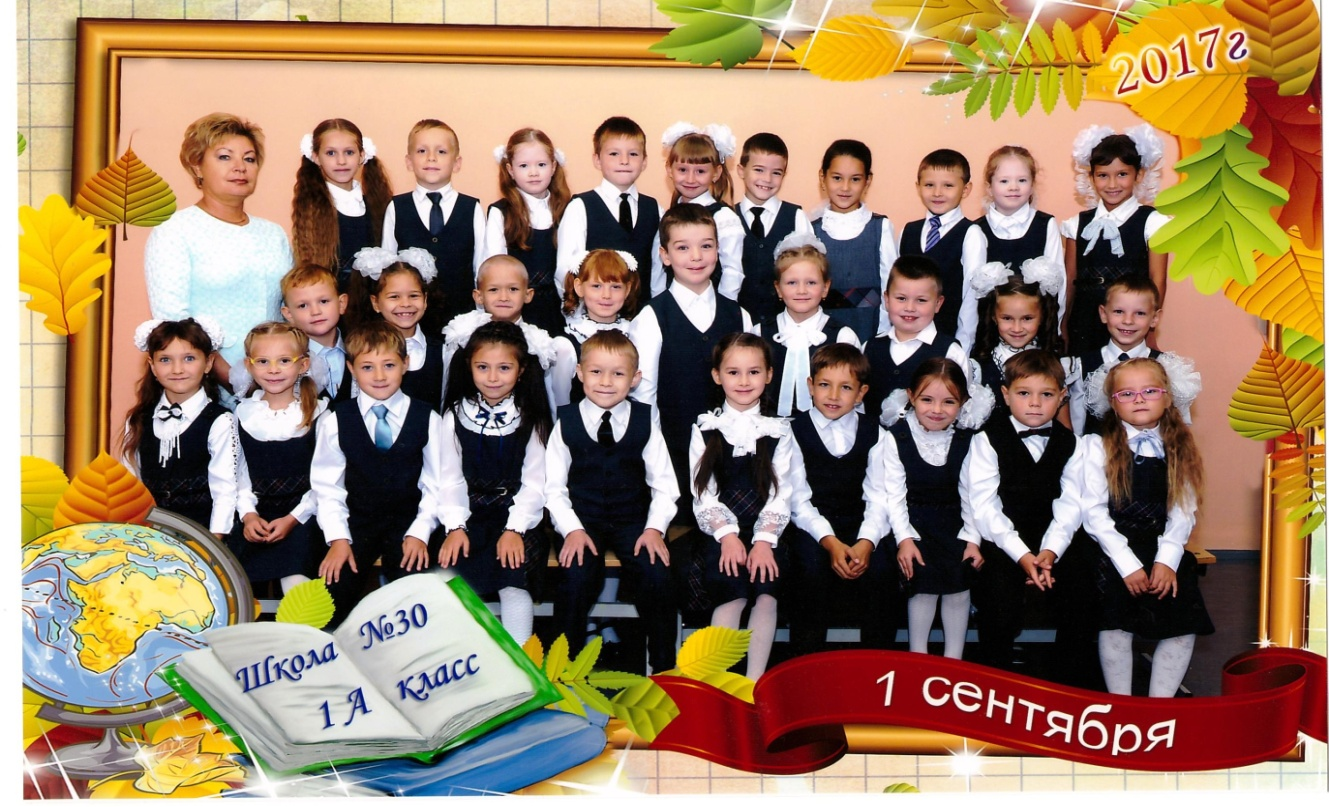 2017г
Школа №30
1 А класс
1 сентября